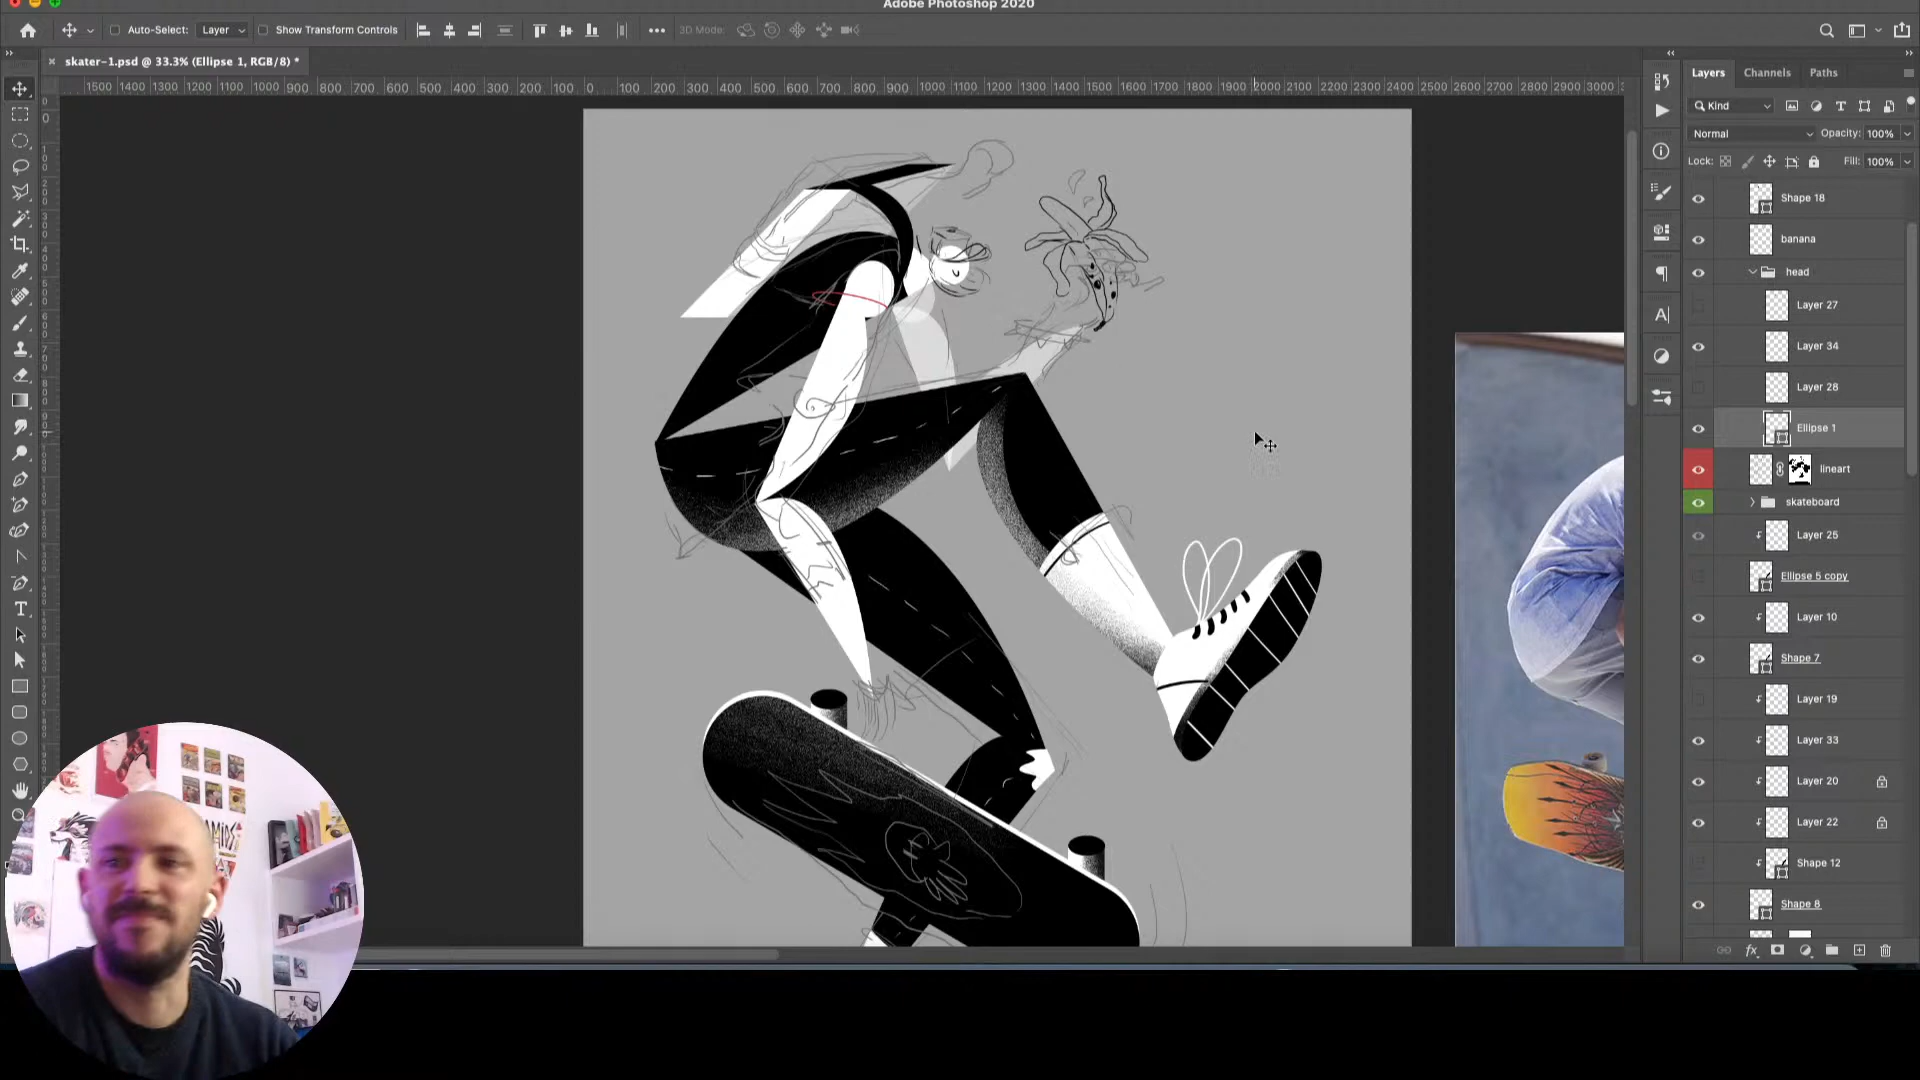 Adobe Photoshop 2020
Auto-Select: Layer Show Transform Controls 3D Mode:
skater-1.psd @ 33.3% (Ellipse 1, RGB/8) *
1500 1400 1300 1200 1100 1000 900 800 700 600 500 400 300 200 100 0 100 200 300 400 500 600 700 800 900 1000 1100 1200 1300 1400 1500 1600 1700 1800 1900 2000 2100 2200 2300 2400 2500 2600 2700 2800 2900 3000
Layers Channels Paths
Kind
Normal Opacity: 100%
Lock: Fill: 100%
Shape 18
banana
head
Layer 27
Layer 34
Layer 28
Ellipse 1
lineart
skateboard
Layer 25
Ellipse 5 copy
Layer 10
Shape 7
Layer 19
Layer 33
Layer 20
Layer 22
Shape 12
Shape 8
fx